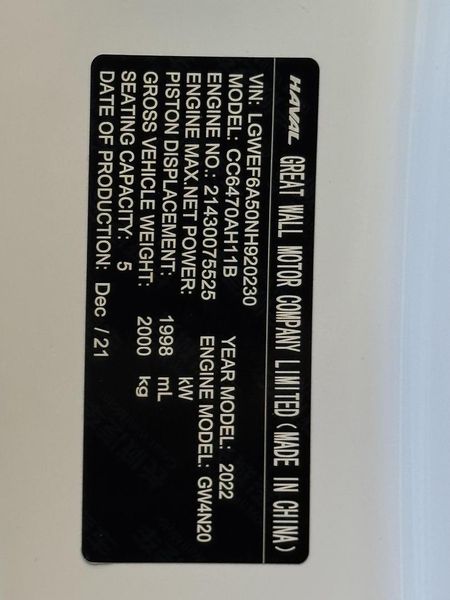 HAVAL GREAT WALL MOTOR COMPANY LIMITED (MADE IN CHINA)
VIN: LGWEF6A50NH920230
MODEL: CC6470AH11B YEAR MODEL: 2022
ENGINE NO.: 21430075525 ENGINE MODEL: GW4N20
ENGINE MAX.NET POWER: kW
PISTON DISPLACEMENT: 1998 mL
GROSS VEHICLE WEIGHT: 2000 kg
SEATING CAPACITY: 5
DATE OF PRODUCTION: Dec / 21